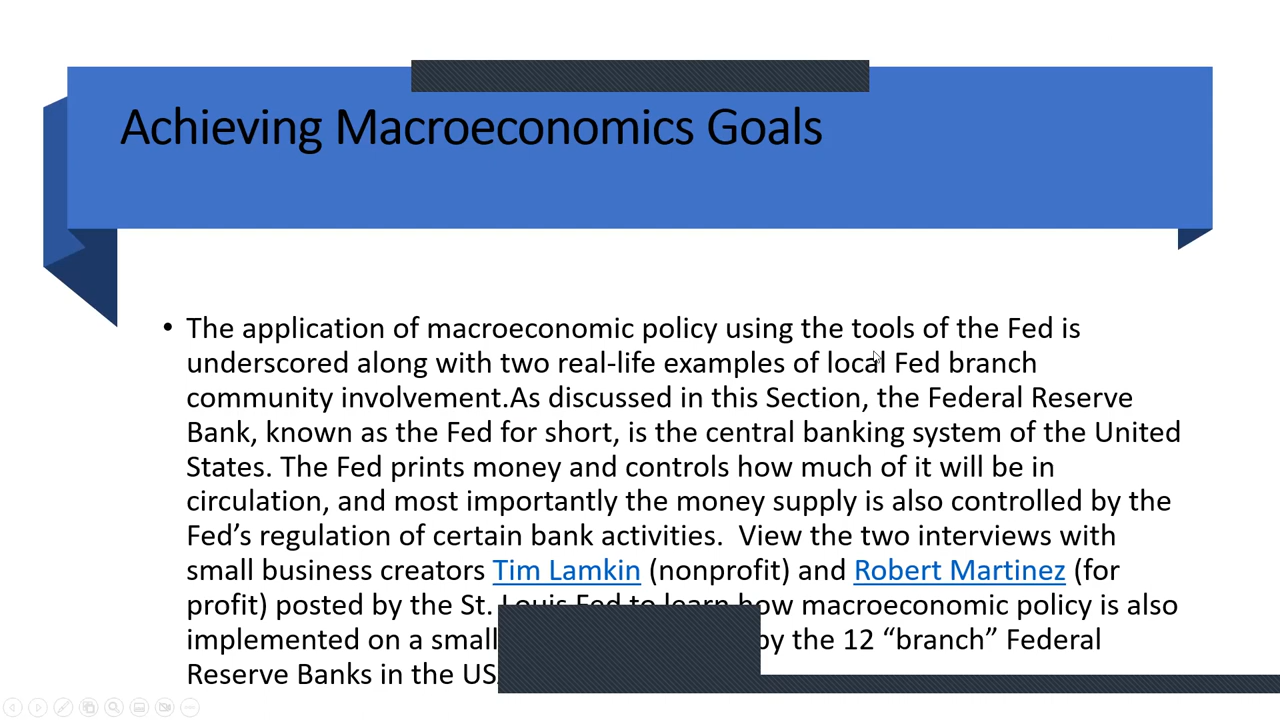 Achieving Macroeconomics Goals
• The application of macroeconomic policy using the tools of the Fed is
underscored along with two real-life examples of local Fed branch
community involvement.As discussed in this Section, the Federal Reserve
Bank, known as the Fed for short, is the central banking system of the United
States. The Fed prints money and controls how much of it will be in
circulation, and most importantly the money supply is also controlled by the
Fed’s regulation of certain bank activities.  View the two interviews with
small business creators Tim Lamkin (nonprofit) and Robert Martinez (for
profit) posted by the St. Louis Fed to learn how macroeconomic policy is also
implemented on a small by the 12 “branch” Federal
Reserve Banks in the US